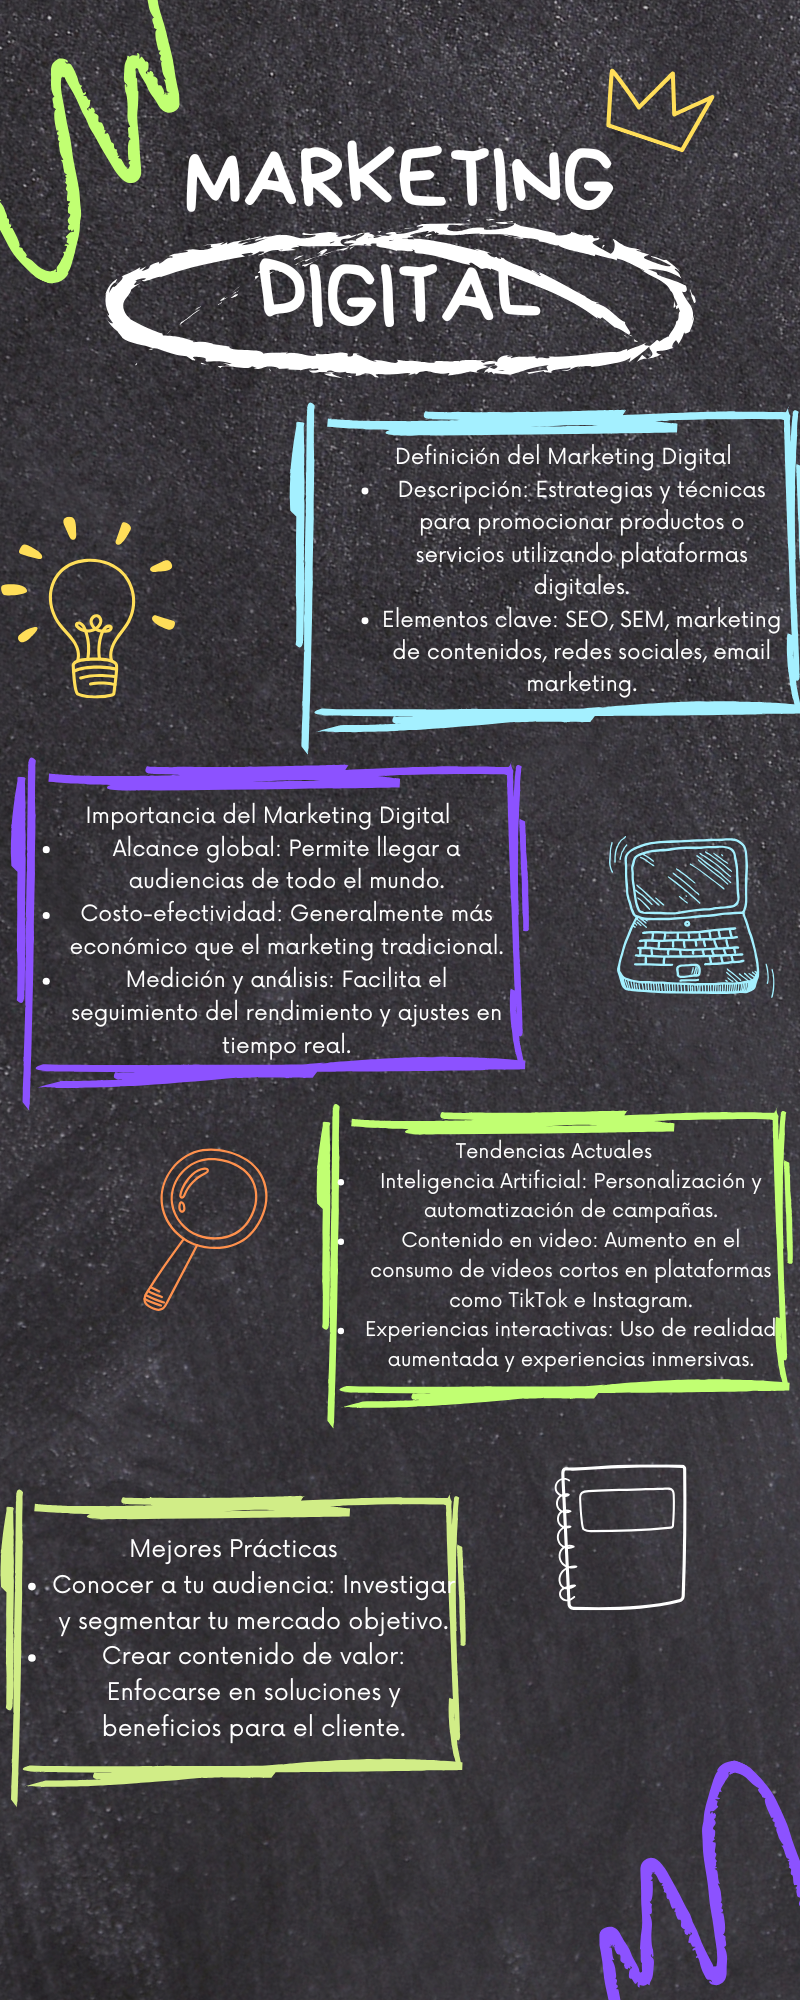 MARKETING
DIGITAL
Definición del Marketing Digital
• Descripción: Estrategias y técnicas
para promocionar productos o
servicios utilizando plataformas
digitales.
• Elementos clave: SEO, SEM, marketing
de contenidos, redes sociales, email
marketing.
Importancia del Marketing Digital
• Alcance global: Permite llegar a
audiencias de todo el mundo.
• Costo-efectividad: Generalmente más
económico que el marketing tradicional.
• Medición y análisis: Facilita el
seguimiento del rendimiento y ajustes en
tiempo real.
Tendencias Actuales
• Inteligencia Artificial: Personalización y
automatización de campañas.
• Contenido en video: Aumento en el
consumo de videos cortos en plataformas
como TikTok e Instagram.
• Experiencias interactivas: Uso de realidad
aumentada y experiencias inmersivas.
Mejores Prácticas
• Conocer a tu audiencia: Investigar
y segmentar tu mercado objetivo.
• Crear contenido de valor:
Enfocarse en soluciones y
beneficios para el cliente.